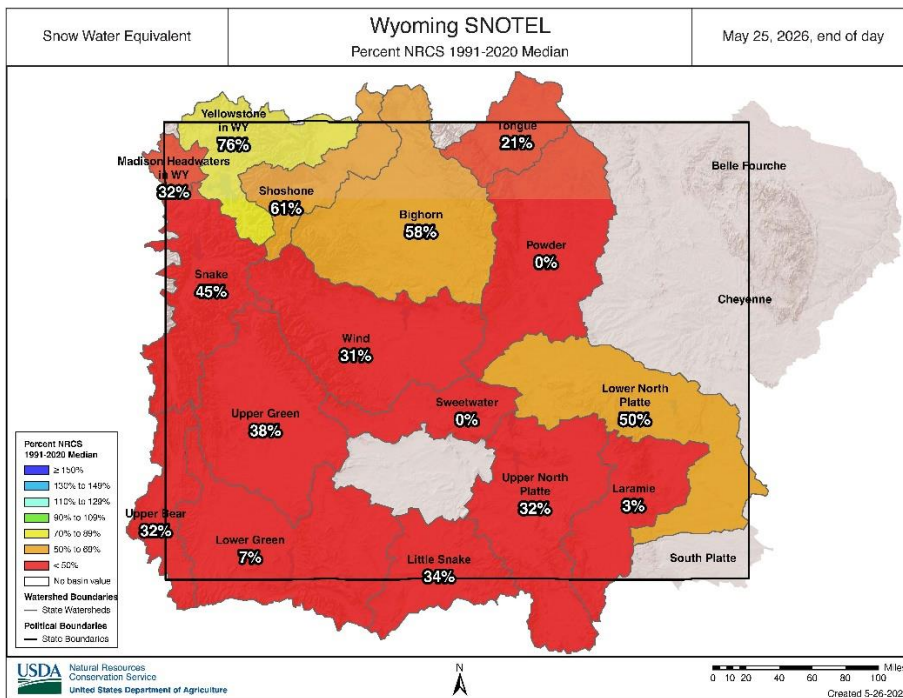 Snow Water Equivalent
Wyoming SNOTEL
Percent NRCS 1991-2020 Median
May 25, 2026, end of day
Yellowstone
in WY
76%
Tongue
21%
Madison Headwaters
in WY
32%
Shoshone
61%
Bighorn
58%
Belle Fourche
Powder
0%
Snake
45%
Cheyenne
Wind
31%
Sweetwater
0%
Lower North
Platte
50%
Upper Green
38%
Upper North
Platte
32%
Laramie
3%
Upper Bear
32%
Lower Green
7%
Little Snake
34%
South Platte
Percent NRCS
1991-2020 Median
≥ 150%
130% to 149%
110% to 129%
90% to 109%
70% to 89%
50% to 69%
< 50%
No basin value
Watershed Boundaries
State Watersheds
Political Boundaries
State Boundaries
USDA
Natural Resources
Conservation Service
United States Department of Agriculture
N
Miles
0 10 20 40 60 80 100
Created 5-26-2026